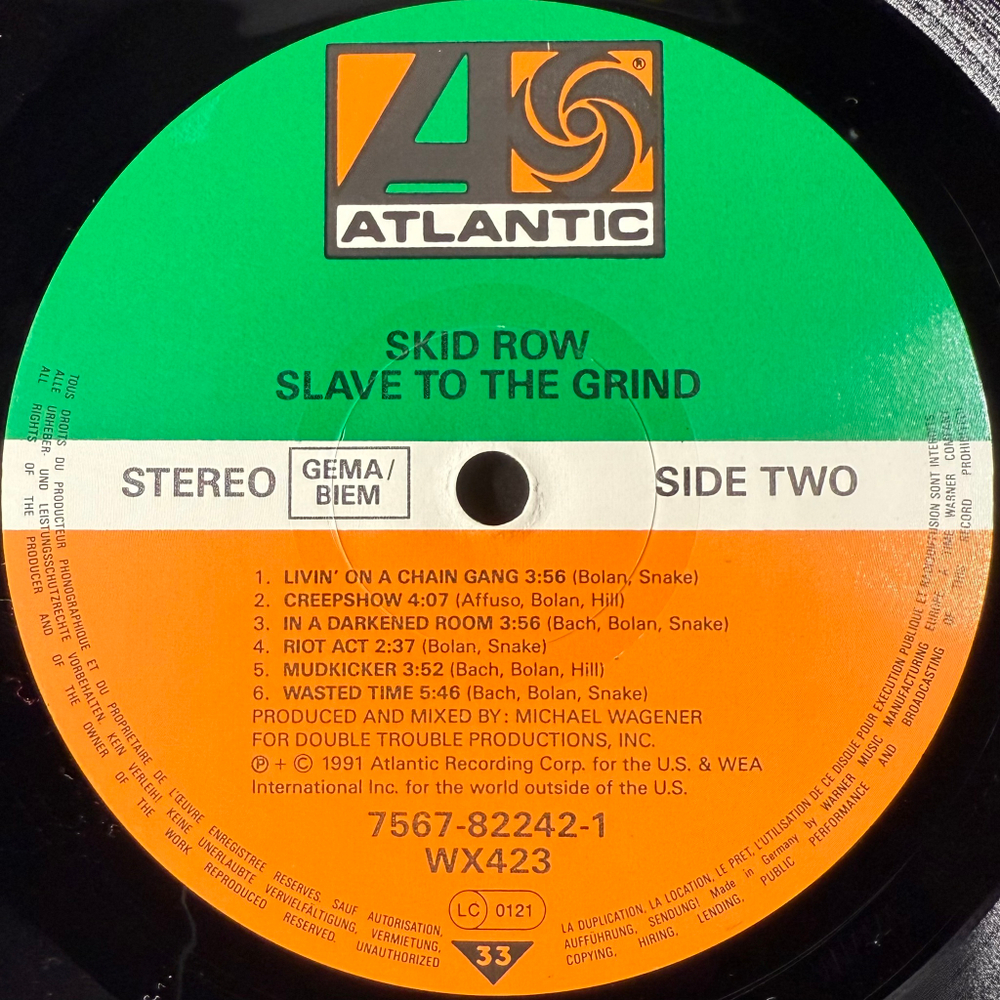 ®
ATLANTIC
SKID ROW
SLAVE TO THE GRIND
STEREO
GEMA/
BIEM
SIDE TWO
1. LIVIN' ON A CHAIN GANG 3:56 (Bolan, Snake)
2. CREEPSHOW 4:07 (Affuso, Bolan, Hill)
3. IN A DARKENED ROOM 3:56 (Bach, Bolan, Snake)
4. RIOT ACT 2:37 (Bolan, Snake)
5. MUDKICKER 3:52 (Bach, Bolan, Hill)
6. WASTED TIME 5:46 (Bach, Bolan, Snake)
PRODUCED AND MIXED BY: MICHAEL WAGENER
FOR DOUBLE TROUBLE PRODUCTIONS, INC.
℗ + © 1991 Atlantic Recording Corp. for the U.S. & WEA
International Inc. for the world outside of the U.S.
7567-82242-1
WX423
LC 0121
33
TOUS DROITS DU PRODUCTEUR PHONOGRAPHIQUE ET DU PROPRIETAIRE DE L'ŒUVRE ENREGISTREE RESERVES. SAUF AUTORISATION, LA DUPLICATION, LA LOCATION, LE PRET, L'UTILISATION DE CE DISQUE POUR EXECUTION PUBLIQUE ET RADIODIFFUSION SONT INTERDITS
ALLE URHEBER- UND LEISTUNGSSCHUTZRECHTE VORBEHALTEN. KEIN VERLEIH! KEINE UNERLAUBTE VERVIELFÄLTIGUNG, VERMIETUNG, AUFFÜHRUNG, SENDUNG! Made in Germany by WARNER MUSIC MANUFACTURING EUROPE. A TIME WARNER COMPANY
ALL RIGHTS OF THE PRODUCER AND OF THE OWNER OF THE WORK REPRODUCED RESERVED. UNAUTHORIZED COPYING, HIRING, LENDING, PUBLIC PERFORMANCE AND BROADCASTING OF THIS RECORD PROHIBITED